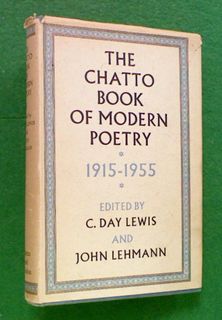 THE
CHATTO
BOOK
OF MODERN
POETRY
1915-1955
EDITED BY
C. DAY LEWIS
AND
JOHN LEHMANN